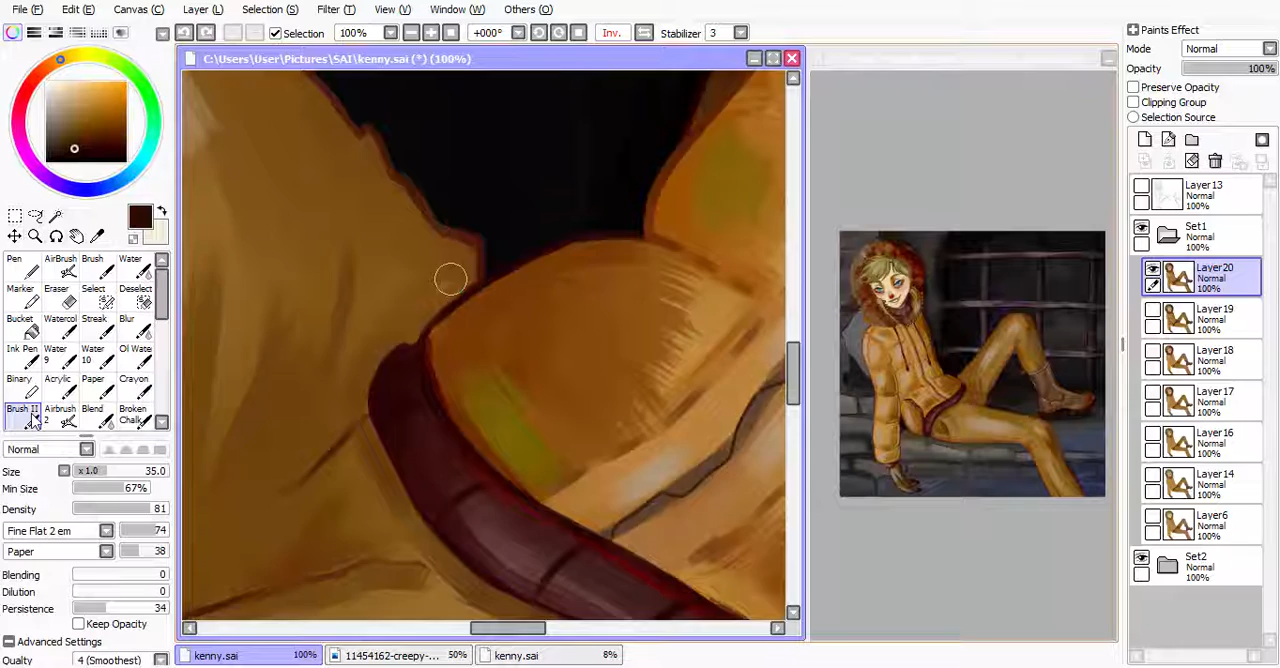 File (F) Edit (E) Canvas (C) Layer (L) Selection (S) Filter (T) View (V) Window (W) Others (O)
Selection 100% +000° Inv. Stabilizer 3
C:\Users\User\Pictures\SAI\kenny.sai (*) (100%)
Pen AirBrush Brush Water
Marker Eraser Select Deselect
Bucket Watercol Streak Blur
Ink Pen Water 9 Water 10 Oil Water
Binary Acrylic Paper Crayon
Brush II Airbrush 2 Blend Broken Chalk
Normal
Size x 1.0 35.0
Min Size 67%
Density 81
Fine Flat 2 em 74
Paper 38
Blending 0
Dilution 0
Persistence 34
Keep Opacity
Advanced Settings
Quality 4 (Smoothest)
kenny.sai 100% 11454162-creepy-... 50% kenny.sai 8%
Paints Effect
Mode Normal
Opacity 100%
Preserve Opacity
Clipping Group
Selection Source
Layer13
Normal
100%
Set1
Normal
100%
Layer20
Normal
100%
Layer19
Normal
100%
Layer18
Normal
100%
Layer17
Normal
100%
Layer16
Normal
100%
Layer14
Normal
100%
Layer6
Normal
100%
Set2
Normal
100%